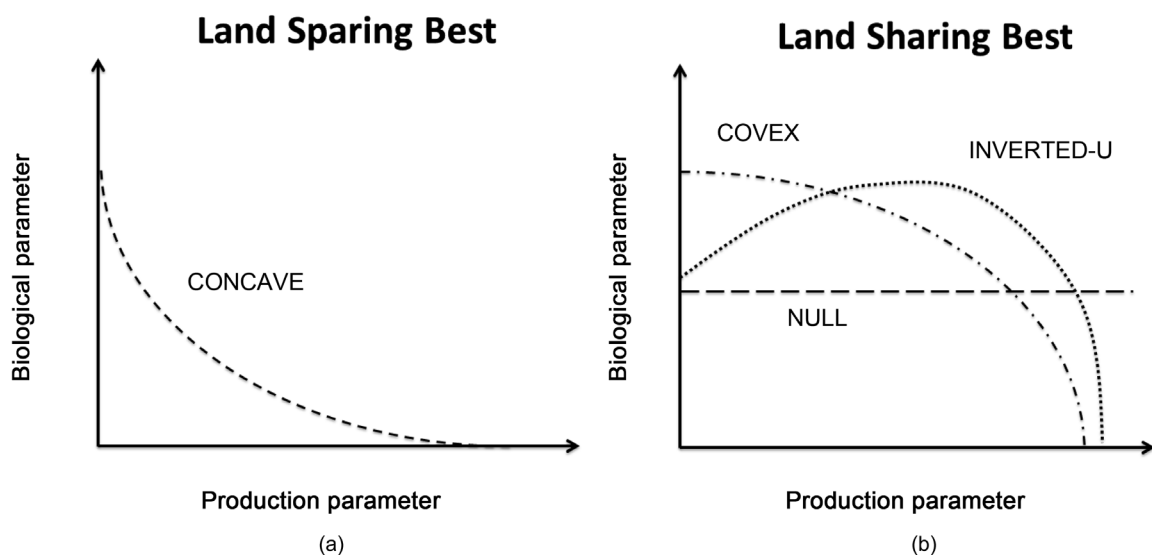 Land Sparing Best
Biological parameter
CONCAVE
Production parameter
(a)
Land Sharing Best
Biological parameter
COVEX
INVERTED-U
NULL
Production parameter
(b)